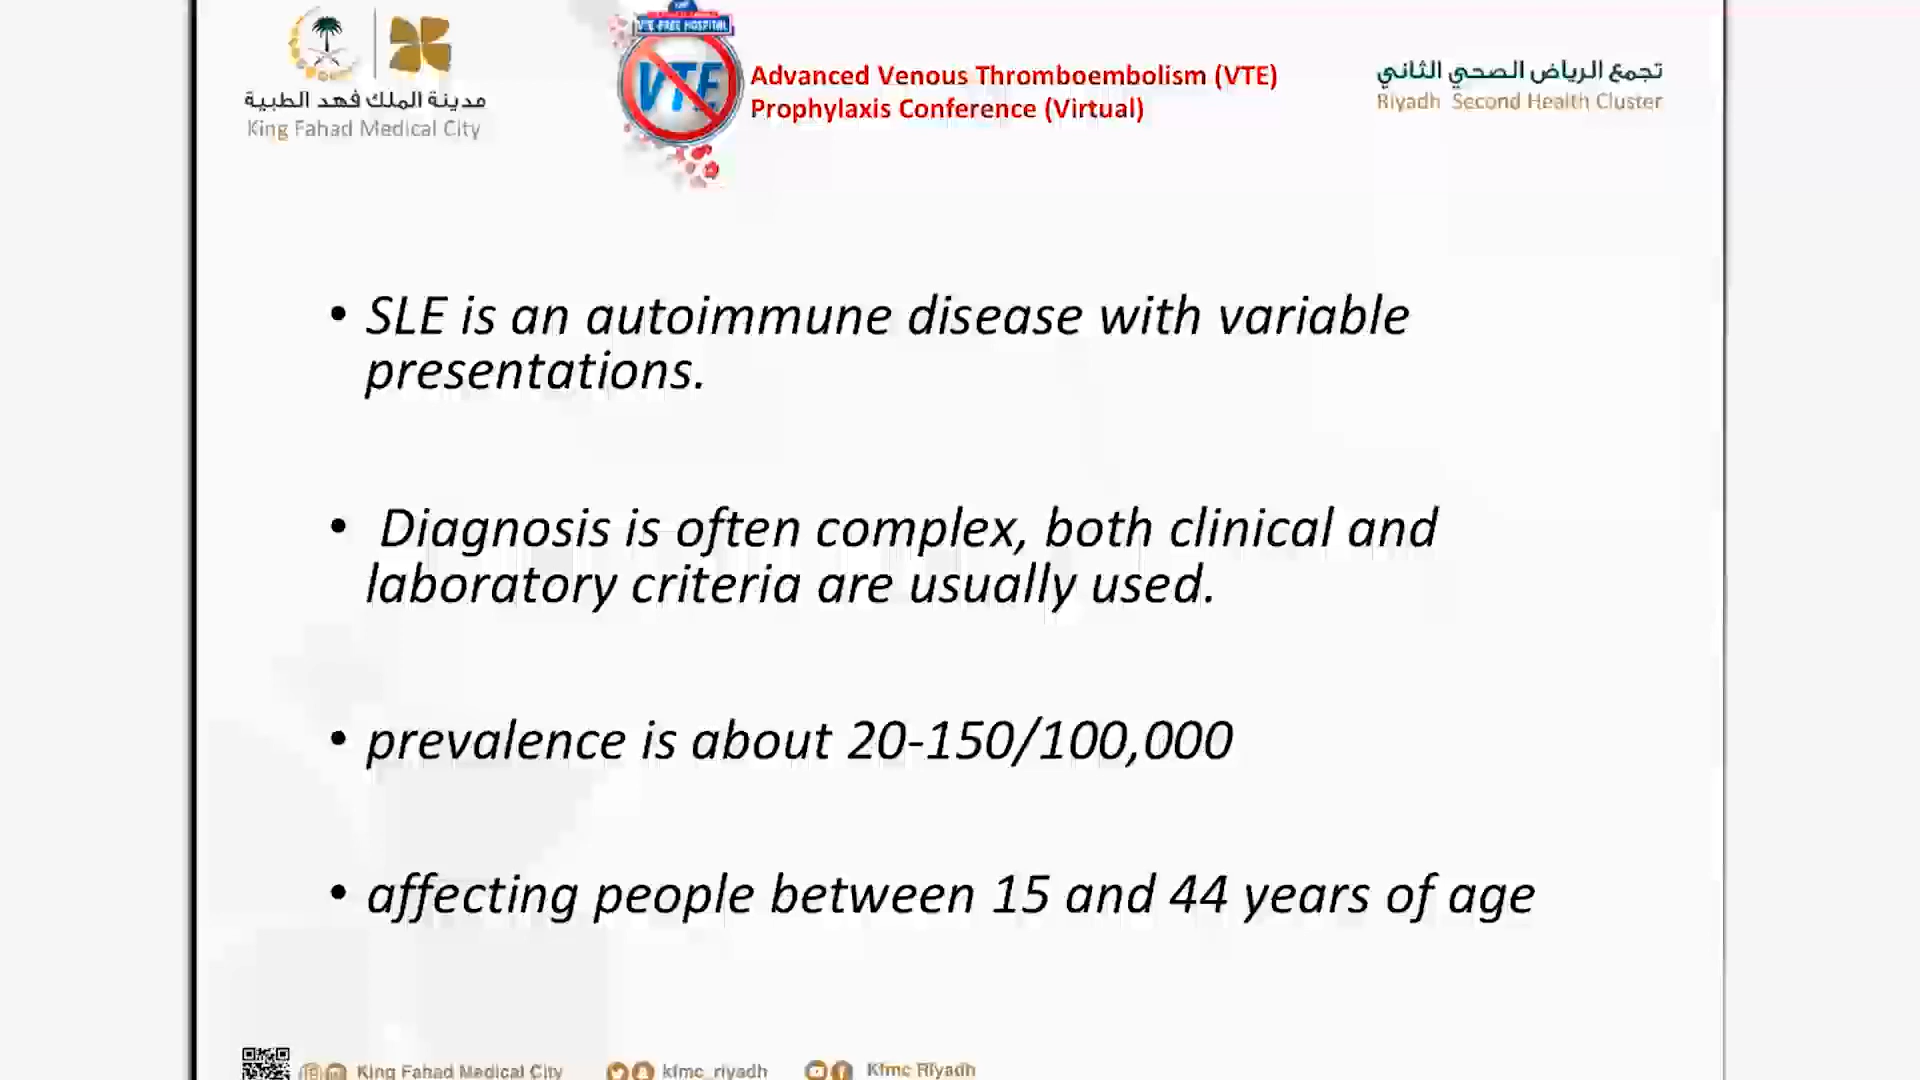 مدينة الملك فهد الطبية
King Fahad Medical City
VTE-FREE HOSPITAL
VTE
Advanced Venous Thromboembolism (VTE)
Prophylaxis Conference (Virtual)
تجمع الرياض الصحي الثاني
Riyadh Second Health Cluster
• SLE is an autoimmune disease with variable
presentations.
• Diagnosis is often complex, both clinical and
laboratory criteria are usually used.
• prevalence is about 20-150/100,000
• affecting people between 15 and 44 years of age
King Fahad Medical City
kfmc_riyadh
Kfmc Riyadh